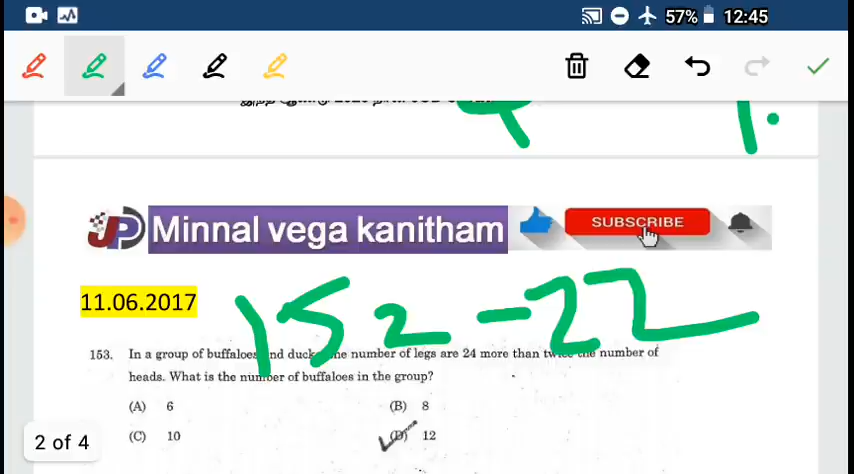 57% 12:45
JP Minnal vega kanitham SUBSCRIBE
11.06.2017 152-22
153. In a group of buffaloes and ducks the number of legs are 24 more than twice the number of
heads. What is the number of buffaloes in the group?
(A) 6 (B) 8
(C) 10 (D) 12
2 of 4